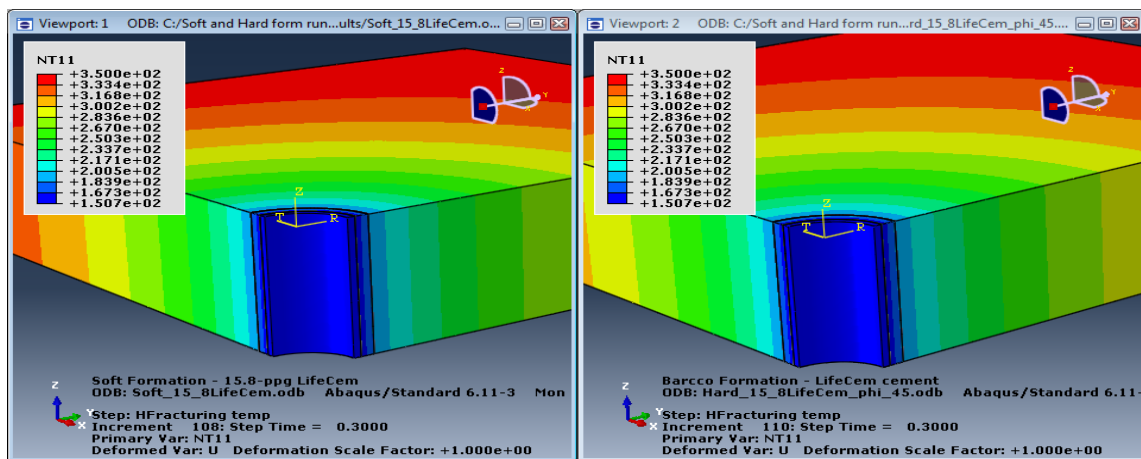 Viewport: 1 ODB: C:/Soft and Hard form run...ults/Soft_15_8LifeCem.o...
NT11
+3.500e+02
+3.334e+02
+3.168e+02
+3.002e+02
+2.836e+02
+2.670e+02
+2.503e+02
+2.337e+02
+2.171e+02
+2.005e+02
+1.839e+02
+1.673e+02
+1.507e+02
Z
Y
X
Z
T R
Soft Formation - 15.8-ppg LifeCem
ODB: Soft_15_8LifeCem.odb Abaqus/Standard 6.11-3 Mon
Step: HFracturing temp
Increment 108: Step Time = 0.3000
Primary Var: NT11
Deformed Var: U Deformation Scale Factor: +1.000e+00
Z
Y
X
Viewport: 2 ODB: C:/Soft and Hard form run...rd_15_8LifeCem_phi_45....
NT11
+3.500e+02
+3.334e+02
+3.168e+02
+3.002e+02
+2.836e+02
+2.670e+02
+2.503e+02
+2.337e+02
+2.171e+02
+2.005e+02
+1.839e+02
+1.673e+02
+1.507e+02
Z
Y
X
Z
T R
Barcco Formation - LifeCem cement
ODB: Hard_15_8LifeCem_phi_45.odb Abaqus/Standard 6.11-
Step: HFracturing temp
Increment 110: Step Time = 0.3000
Primary Var: NT11
Deformed Var: U Deformation Scale Factor: +1.000e+00
Z
Y
X